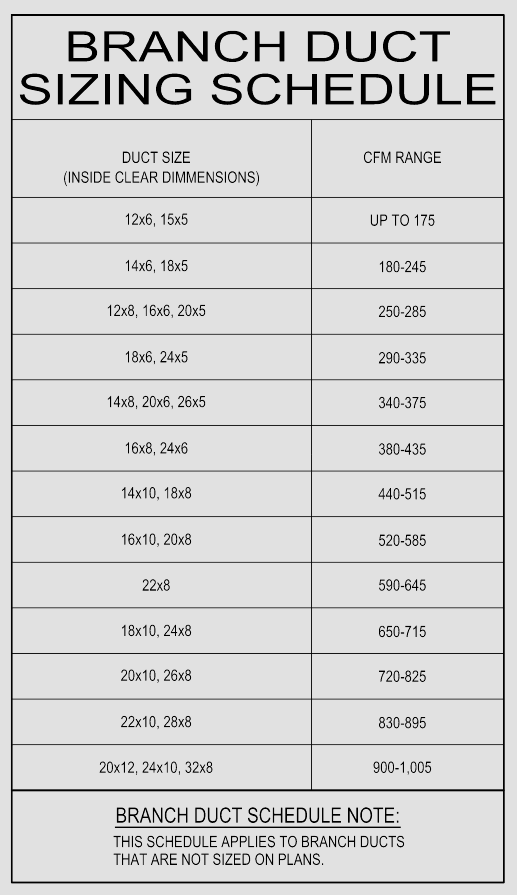 BRANCH DUCT
SIZING SCHEDULE
DUCT SIZE
(INSIDE CLEAR DIMMENSIONS)
CFM RANGE
12x6, 15x5
UP TO 175
14x6, 18x5
180-245
12x8, 16x6, 20x5
250-285
18x6, 24x5
290-335
14x8, 20x6, 26x5
340-375
16x8, 24x6
380-435
14x10, 18x8
440-515
16x10, 20x8
520-585
22x8
590-645
18x10, 24x8
650-715
20x10, 26x8
720-825
22x10, 28x8
830-895
20x12, 24x10, 32x8
900-1,005
BRANCH DUCT SCHEDULE NOTE:
THIS SCHEDULE APPLIES TO BRANCH DUCTS
THAT ARE NOT SIZED ON PLANS.